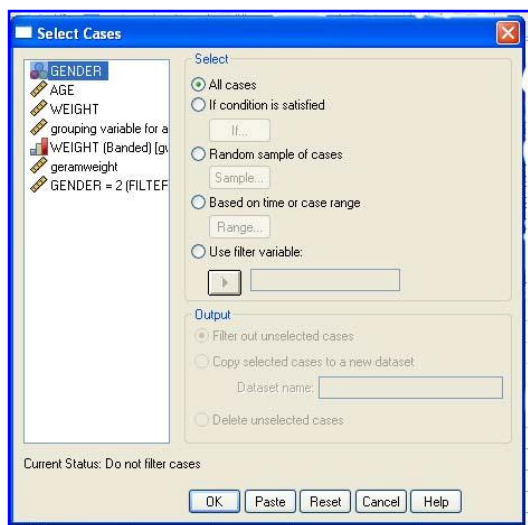 Select Cases
GENDER
AGE
WEIGHT
grouping variable for a
WEIGHT (Banded) [gw
geramweight
GENDER = 2 (FILTER
Select
All cases
If condition is satisfied
If...
Random sample of cases
Sample...
Based on time or case range
Range...
Use filter variable:
Output
Filter out unselected cases
Copy selected cases to a new dataset
Dataset name:
Delete unselected cases
Current Status: Do not filter cases
OK Paste Reset Cancel Help